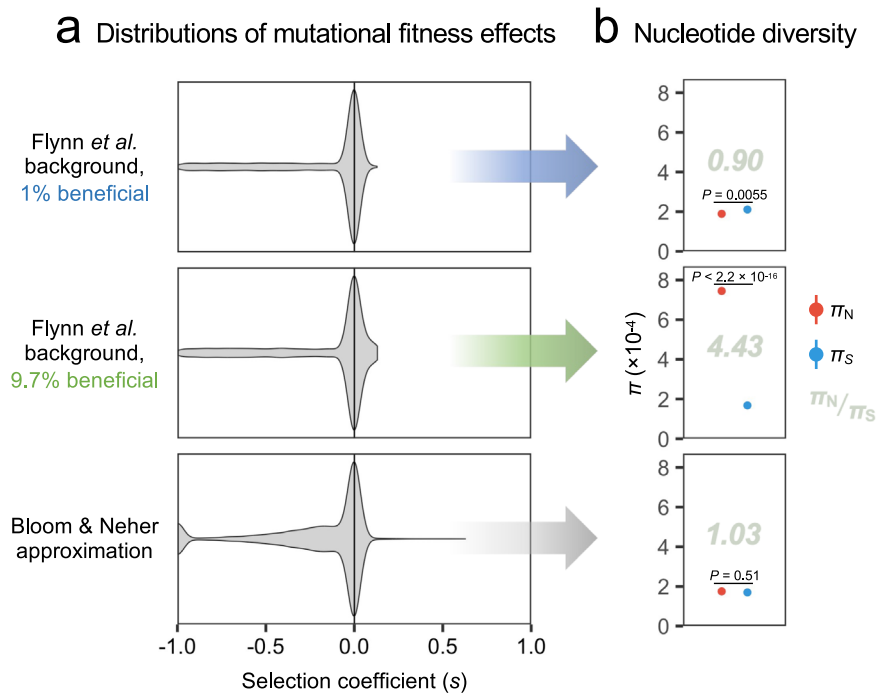 a Distributions of mutational fitness effects
b Nucleotide diversity
Flynn et al.
background,
1% beneficial
8
6
4
2
0
0.90
P = 0.0055
Flynn et al.
background,
9.7% beneficial
π (×10⁻⁴)
8
6
4
2
0
P < 2.2 × 10⁻¹⁶
4.43
πN
πS
πN/πS
Bloom & Neher
approximation
8
6
4
2
0
1.03
P = 0.51
-1.0 -0.5 0.0 0.5 1.0
Selection coefficient (s)